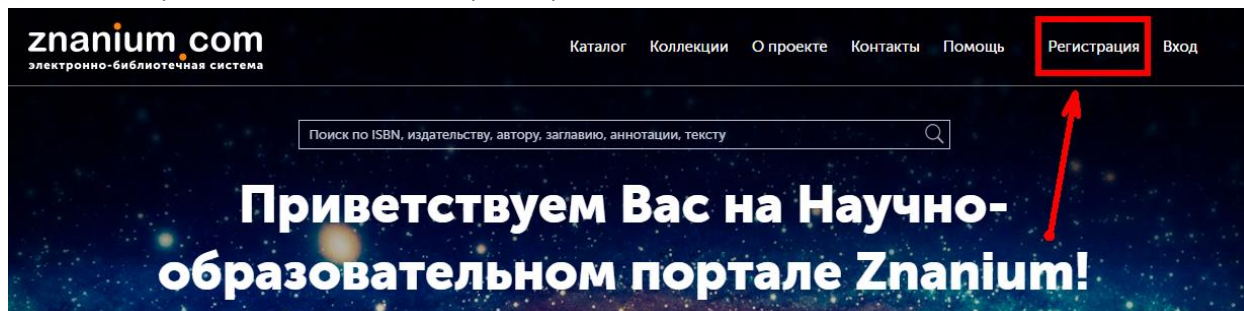 znanium.com
электронно-библиотечная система
Каталог Коллекции О проекте Контакты Помощь Регистрация Вход
Поиск по ISBN, издательству, автору, заглавию, аннотации, тексту
Приветствуем Вас на Научно-
образовательном портале Znanium!